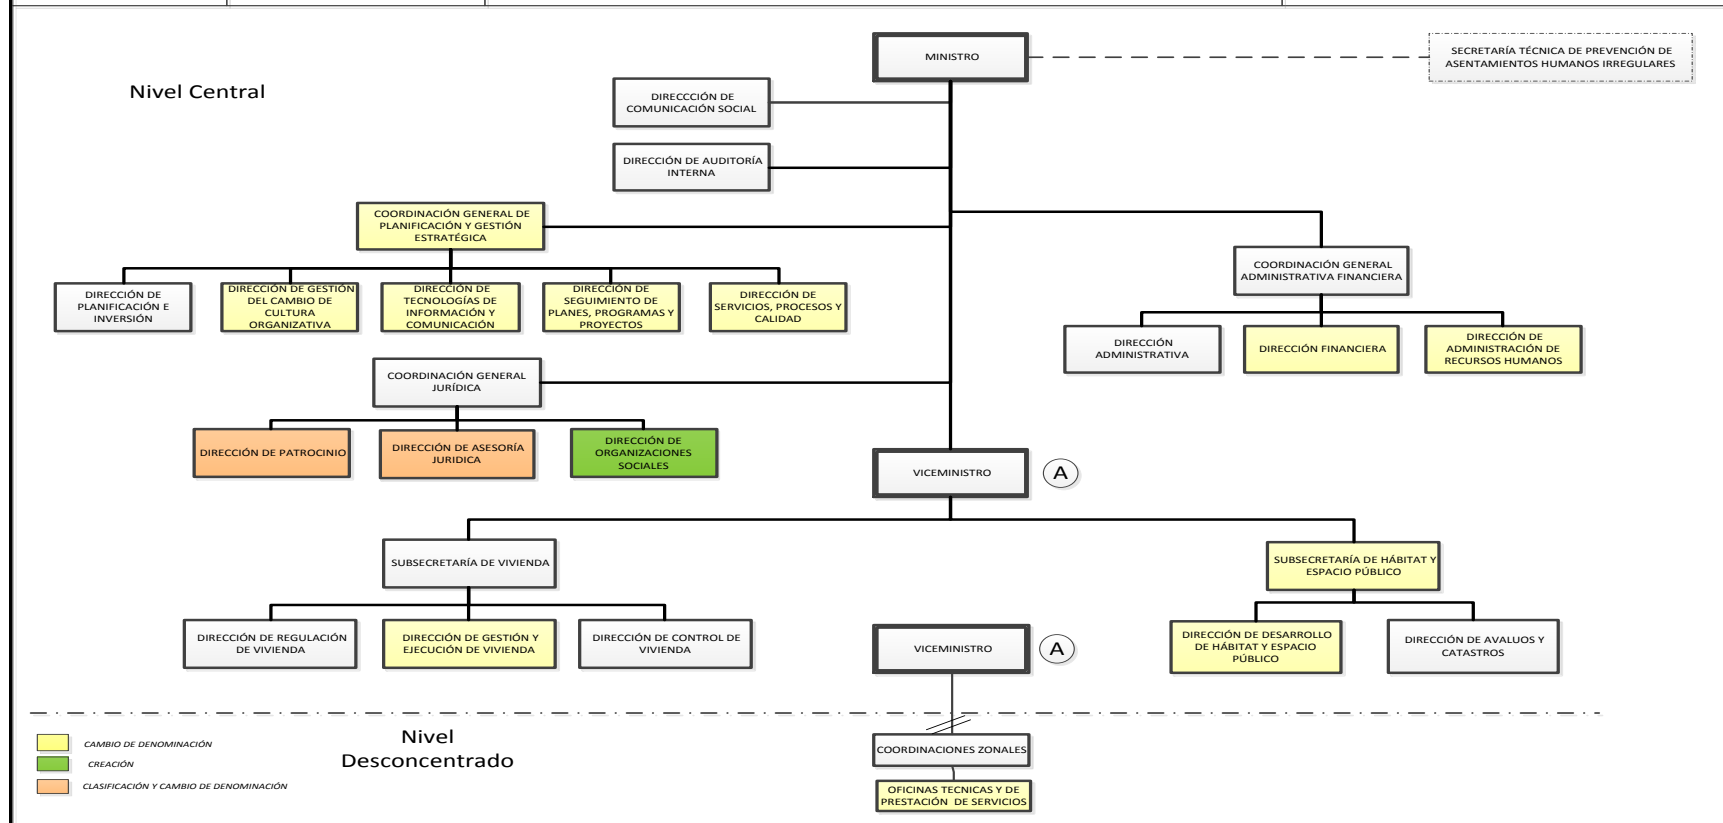 MINISTRO
SECRETARÍA TÉCNICA DE PREVENCIÓN DE
ASENTAMIENTOS HUMANOS IRREGULARES
Nivel Central
DIRECCCIÓN DE
COMUNICACIÓN SOCIAL
DIRECCIÓN DE AUDITORÍA
INTERNA
COORDINACIÓN GENERAL DE
PLANIFICACIÓN Y GESTIÓN
ESTRATÉGICA
COORDINACIÓN GENERAL
ADMINISTRATIVA FINANCIERA
DIRECCIÓN DE
PLANIFICACIÓN E
INVERSIÓN
DIRECCIÓN DE GESTIÓN
DEL CAMBIO DE
CULTURA
ORGANIZATIVA
DIRECCIÓN DE
TECNOLOGÍAS DE
INFORMACIÓN Y
COMUNICACIÓN
DIRECCIÓN DE
SEGUIMIENTO DE
PLANES, PROGRAMAS Y
PROYECTOS
DIRECCIÓN DE
SERVICIOS, PROCESOS Y
CALIDAD
DIRECCIÓN
ADMINISTRATIVA
DIRECCIÓN FINANCIERA
DIRECCIÓN DE
ADMINISTRACIÓN DE
RECURSOS HUMANOS
COORDINACIÓN GENERAL
JURÍDICA
DIRECCIÓN DE PATROCINIO
DIRECCIÓN DE ASESORÍA
JURIDICA
DIRECCIÓN DE
ORGANIZACIONES
SOCIALES
VICEMINISTRO
A
SUBSECRETARÍA DE VIVIENDA
SUBSECRETARÍA DE HÁBITAT Y
ESPACIO PÚBLICO
DIRECCIÓN DE REGULACIÓN
DE VIVIENDA
DIRECCIÓN DE GESTIÓN Y
EJECUCIÓN DE VIVIENDA
DIRECCIÓN DE CONTROL DE
VIVIENDA
VICEMINISTRO
A
DIRECCIÓN DE DESARROLLO
DE HÁBITAT Y ESPACIO
PÚBLICO
DIRECCIÓN DE AVALUOS Y
CATASTROS
Nivel
Desconcentrado
CAMBIO DE DENOMINACIÓN
CREACIÓN
CLASIFICACIÓN Y CAMBIO DE DENOMINACIÓN
COORDINACIONES ZONALES
OFICINAS TECNICAS Y DE
PRESTACIÓN DE SERVICIOS